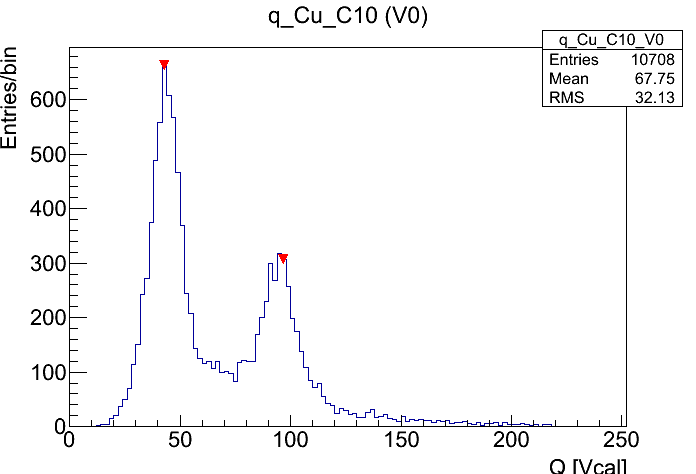 q_Cu_C10 (V0)
q_Cu_C10_V0
Entries 10708
Mean 67.75
RMS 32.13
Entries/bin
600
500
400
300
200
100
0
0 50 100 150 200 250
Q [Vcal]